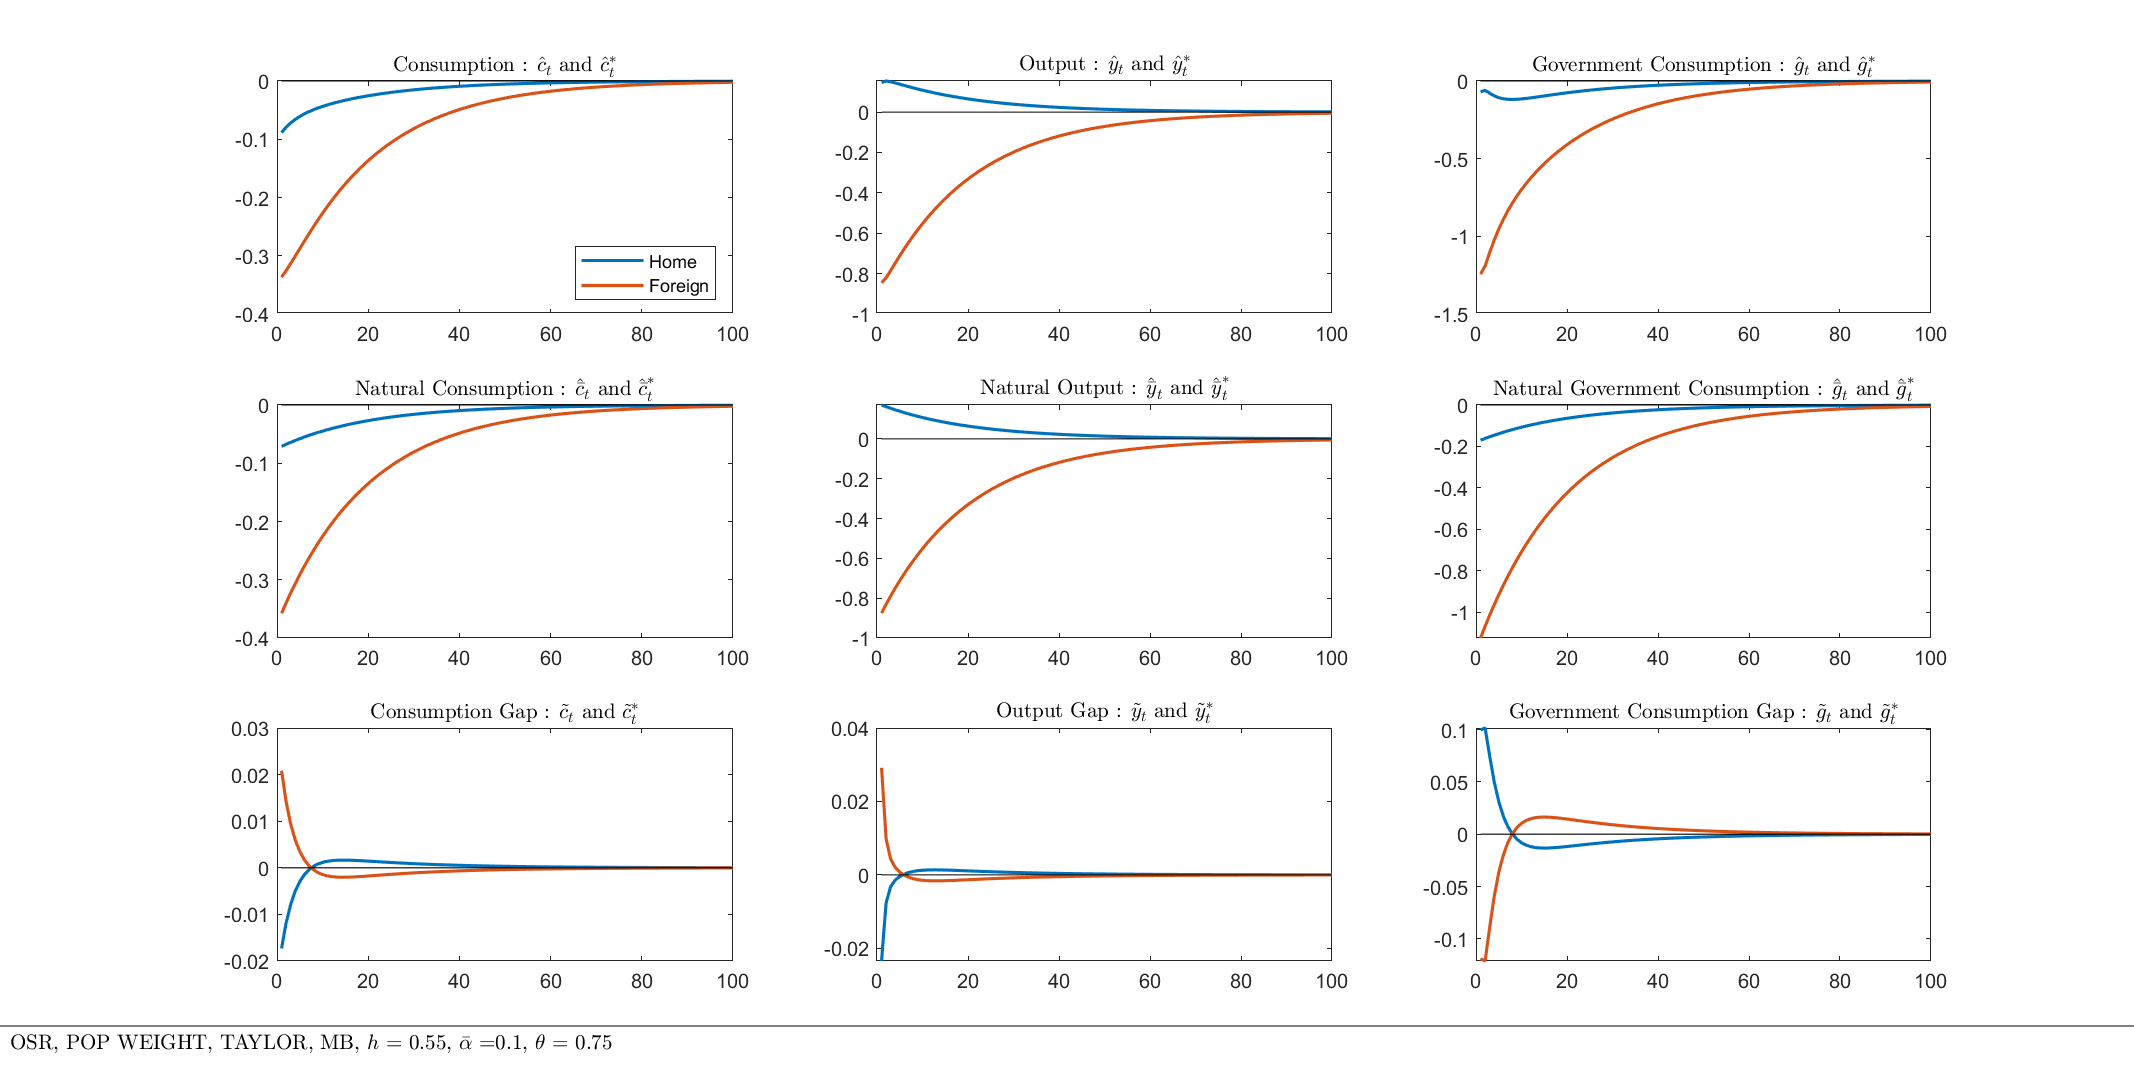 Consumption : ĉ_t and ĉ_t^*
Output : ŷ_t and ŷ_t^*
Government Consumption : ĝ_t and ĝ_t^*
0
-0.1
-0.2
-0.3
-0.4
0 20 40 60 80 100
Home
Foreign
0
-0.2
-0.4
-0.6
-0.8
-1
0 20 40 60 80 100
0
-0.5
-1
-1.5
0 20 40 60 80 100
Natural Consumption : ĉ̄_t and ĉ̄_t^*
Natural Output : ŷ̄_t and ŷ̄_t^*
Natural Government Consumption : ĝ̄_t and ĝ̄_t^*
0
-0.1
-0.2
-0.3
-0.4
0 20 40 60 80 100
0
-0.2
-0.4
-0.6
-0.8
-1
0 20 40 60 80 100
0
-0.2
-0.4
-0.6
-0.8
-1
0 20 40 60 80 100
Consumption Gap : c̃_t and c̃_t^*
Output Gap : ỹ_t and ỹ_t^*
Government Consumption Gap : g̃_t and g̃_t^*
0.03
0.02
0.01
0
-0.01
-0.02
0 20 40 60 80 100
0.04
0.02
0
-0.02
0 20 40 60 80 100
0.1
0.05
0
-0.05
-0.1
0 20 40 60 80 100
OSR, POP WEIGHT, TAYLOR, MB, h = 0.55, ᾱ =0.1, θ = 0.75